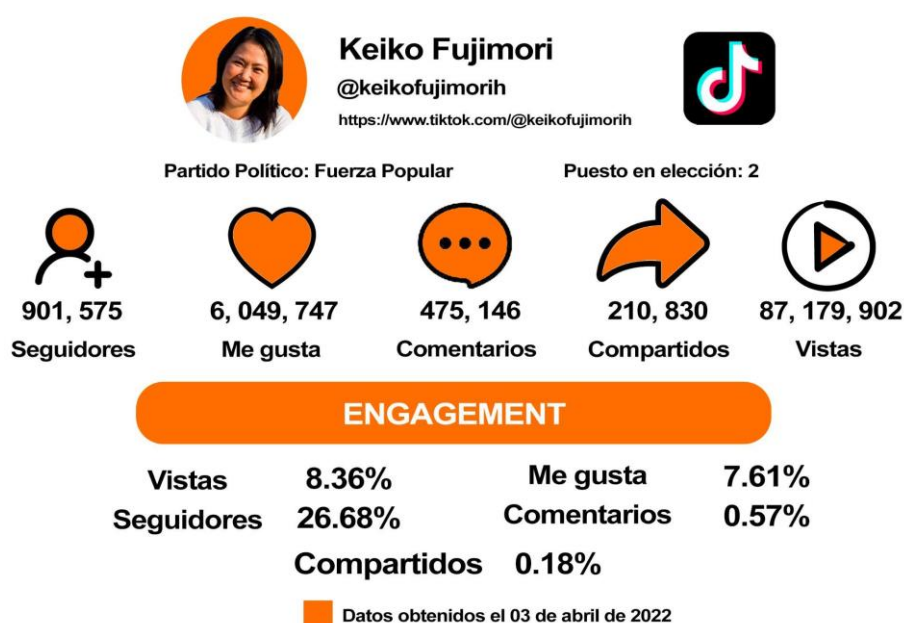 Keiko Fujimori
@keikofujimorih
https://www.tiktok.com/@keikofujimorih
Partido Político: Fuerza Popular Puesto en elección: 2
901, 575 6, 049, 747 475, 146 210, 830 87, 179, 902
Seguidores Me gusta Comentarios Compartidos Vistas
ENGAGEMENT
Vistas 8.36% Me gusta 7.61%
Seguidores 26.68% Comentarios 0.57%
Compartidos 0.18%
Datos obtenidos el 03 de abril de 2022